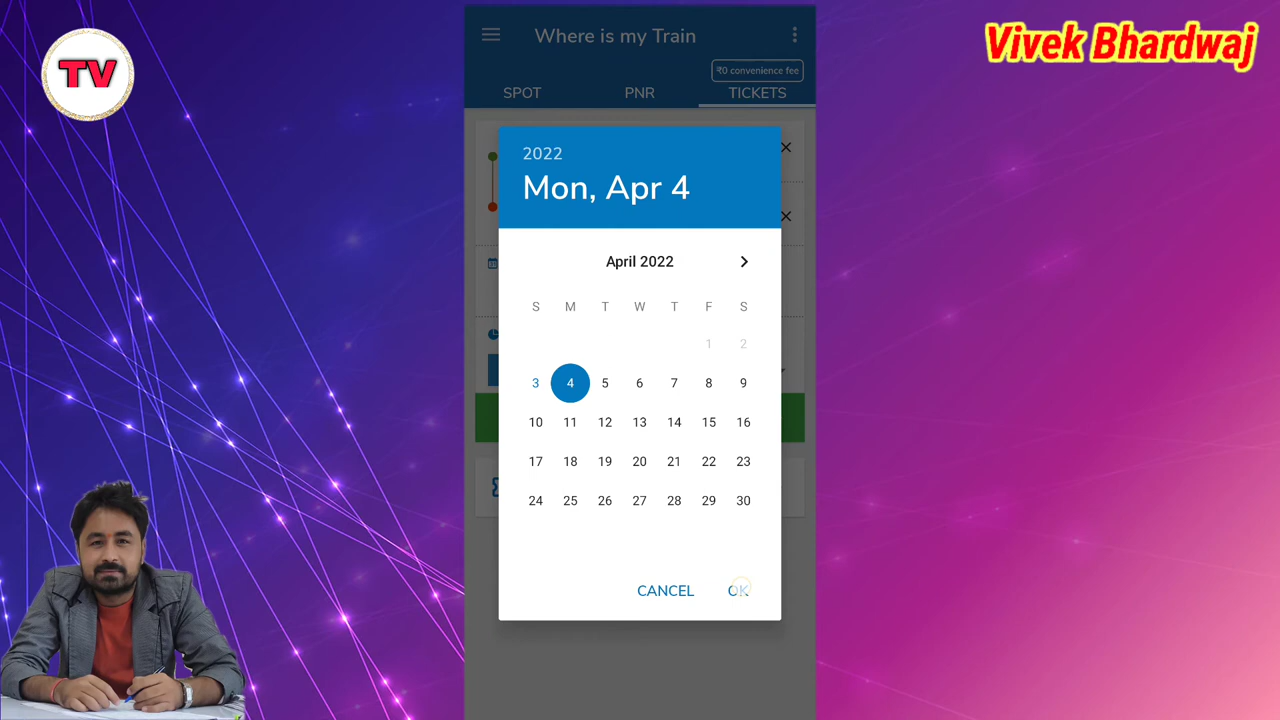 TV
Vivek Bhardwaj
Where is my Train
₹0 convenience fee
SPOT PNR TICKETS
2022
Mon, Apr 4
April 2022
S M T W T F S
1 2
3 4 5 6 7 8 9
10 11 12 13 14 15 16
17 18 19 20 21 22 23
24 25 26 27 28 29 30
CANCEL OK